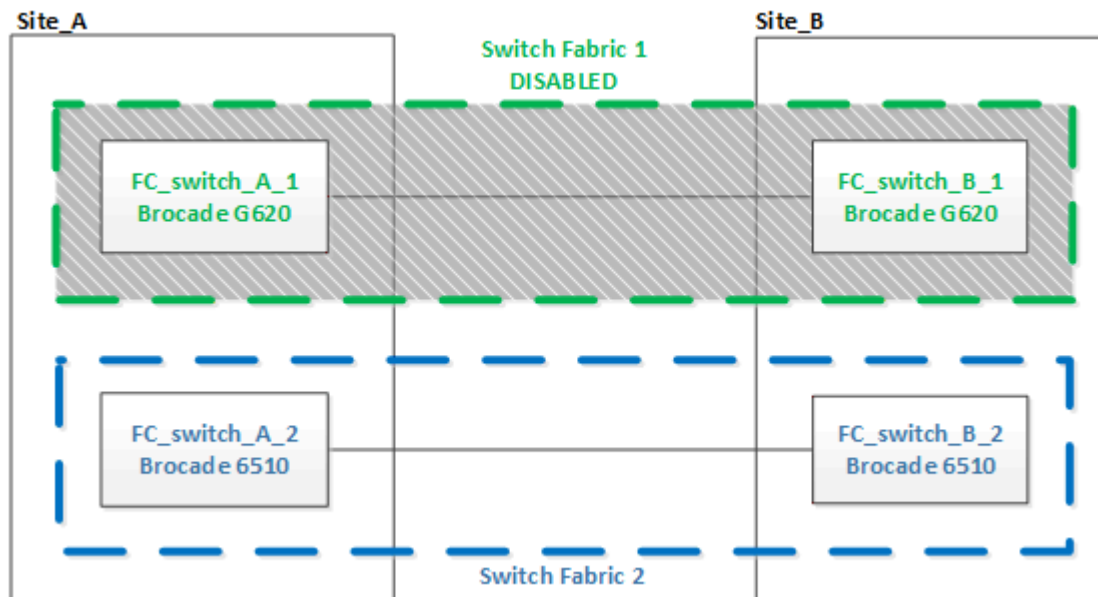 Site_A
Site_B
Switch Fabric 1
DISABLED
FC_switch_A_1
Brocade G620
FC_switch_B_1
Brocade G620
FC_switch_A_2
Brocade 6510
FC_switch_B_2
Brocade 6510
Switch Fabric 2